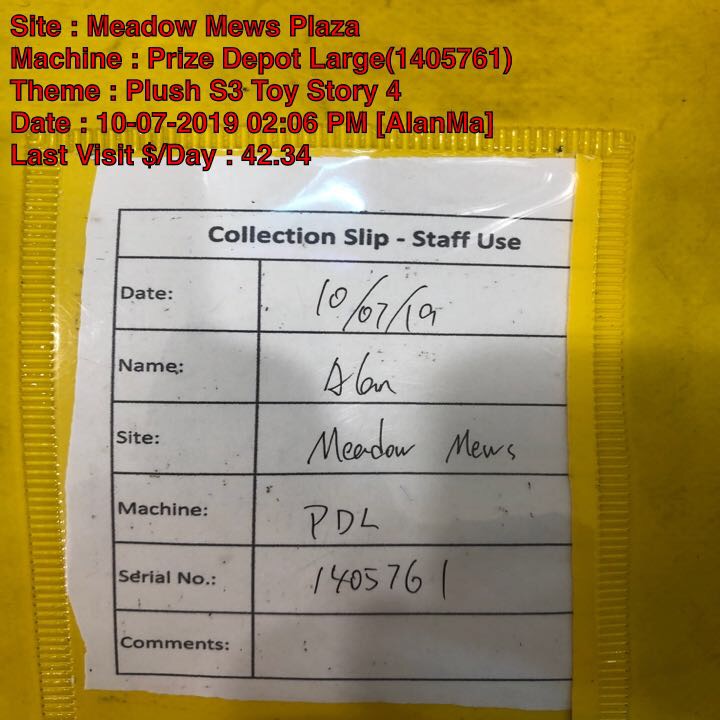 Site : Meadow Mews Plaza
Machine : Prize Depot Large(1405761)
Theme : Plush S3 Toy Story 4
Date : 10-07-2019 02:06 PM [AlanMa]
Last Visit $/Day : 42.34
Collection Slip - Staff Use
Date: 10/07/19
Name: Alan
Site: Meadow Mews
Machine: PDL
Serial No.: 1405761
Comments: